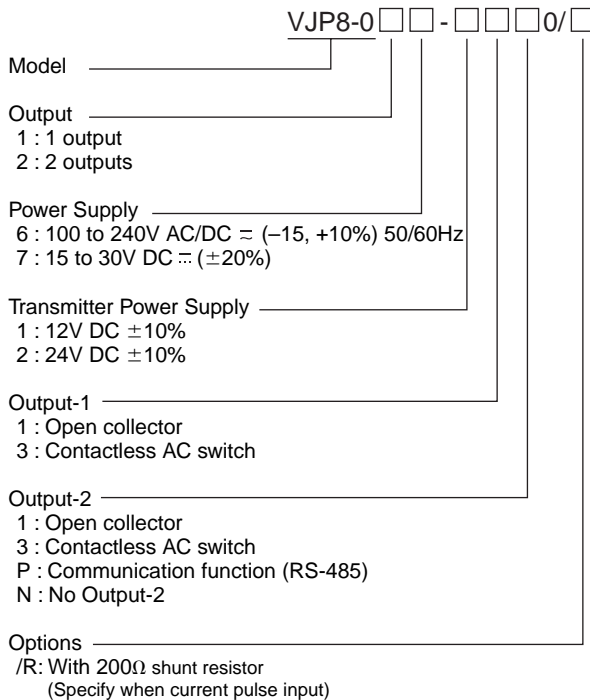 VJP8-0□□-□□□0/□
Model
Output
1 : 1 output
2 : 2 outputs
Power Supply
6 : 100 to 240V AC/DC ≂ (–15, +10%) 50/60Hz
7 : 15 to 30V DC ⎓ (±20%)
Transmitter Power Supply
1 : 12V DC ±10%
2 : 24V DC ±10%
Output-1
1 : Open collector
3 : Contactless AC switch
Output-2
1 : Open collector
3 : Contactless AC switch
P : Communication function (RS-485)
N : No Output-2
Options
/R: With 200Ω shunt resistor
(Specify when current pulse input)